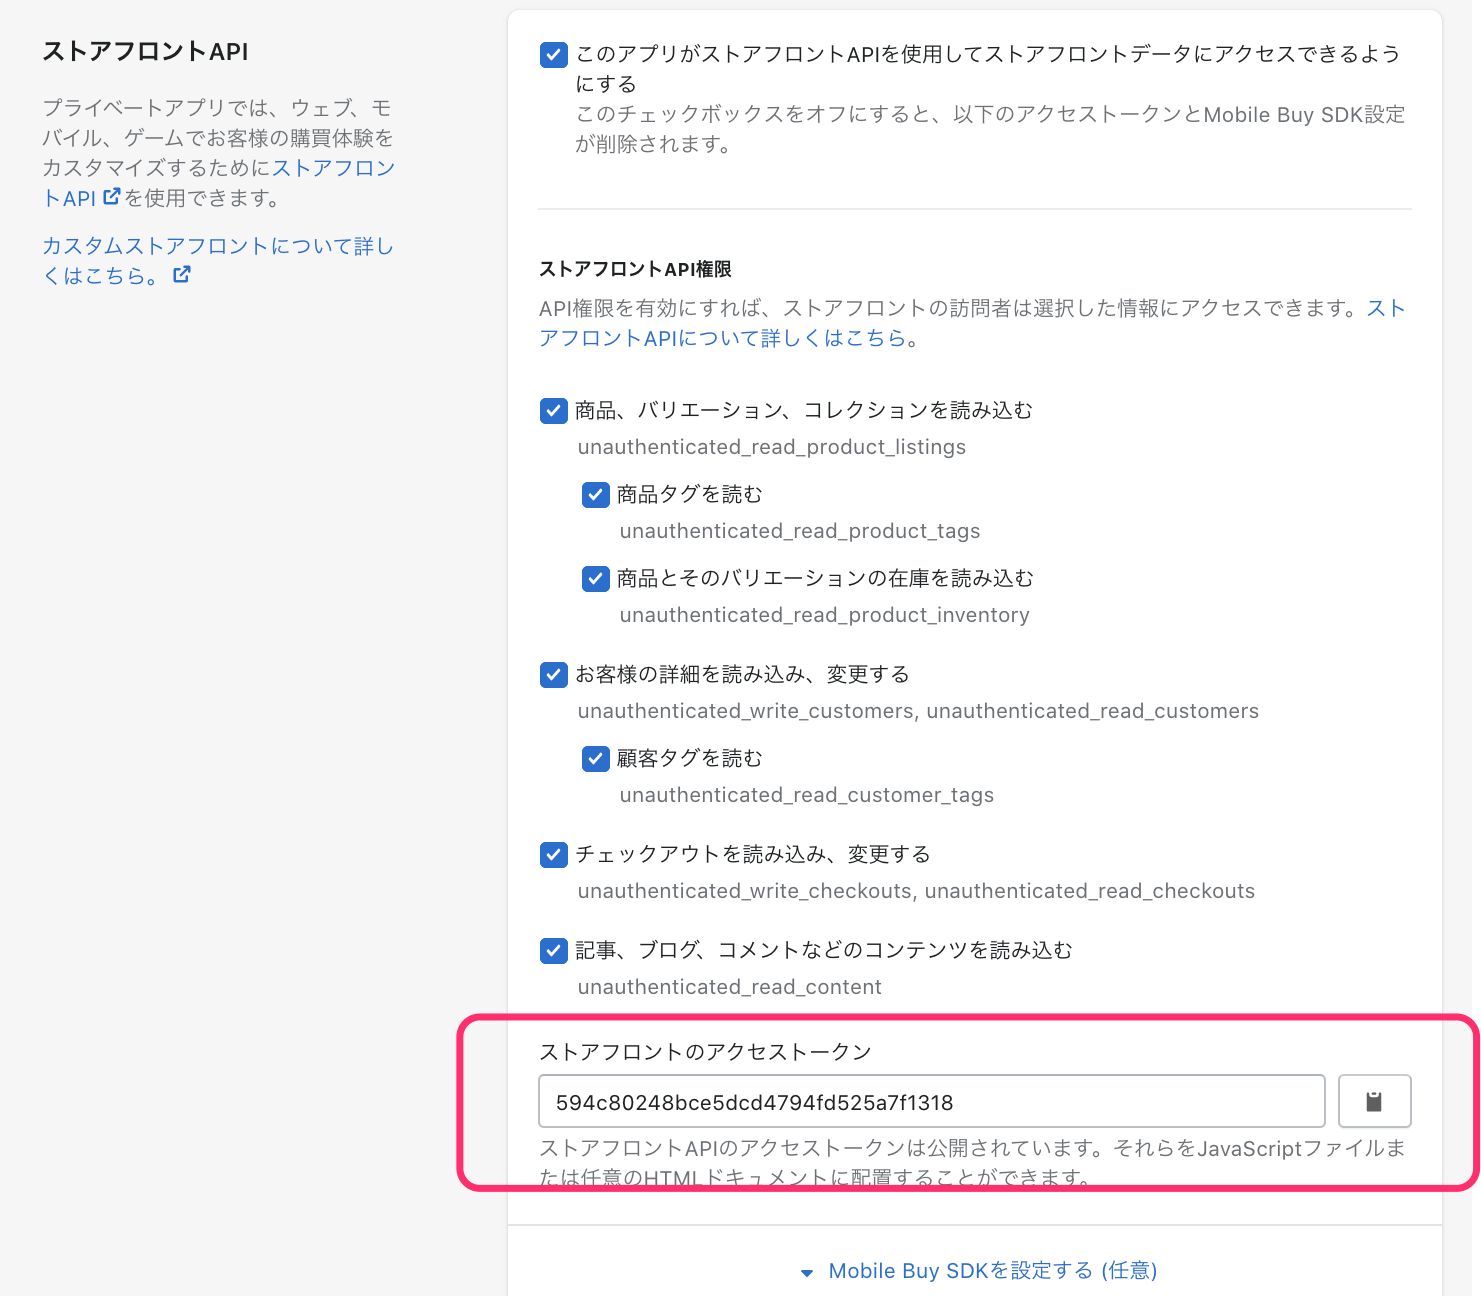 ストアフロントAPI
プライベートアプリでは、ウェブ、モ
バイル、ゲームでお客様の購買体験を
カスタマイズするためにストアフロン
トAPI を使用できます。
カスタムストアフロントについて詳し
くはこちら。
このアプリがストアフロントAPIを使用してストアフロントデータにアクセスできるよう
にする
このチェックボックスをオフにすると、以下のアクセストークンとMobile Buy SDK設定
が削除されます。
ストアフロントAPI権限
API権限を有効にすれば、ストアフロントの訪問者は選択した情報にアクセスできます。スト
アフロントAPIについて詳しくはこちら。
商品、バリエーション、コレクションを読み込む
unauthenticated_read_product_listings
商品タグを読む
unauthenticated_read_product_tags
商品とそのバリエーションの在庫を読み込む
unauthenticated_read_product_inventory
お客様の詳細を読み込み、変更する
unauthenticated_write_customers, unauthenticated_read_customers
顧客タグを読む
unauthenticated_read_customer_tags
チェックアウトを読み込み、変更する
unauthenticated_write_checkouts, unauthenticated_read_checkouts
記事、ブログ、コメントなどのコンテンツを読み込む
unauthenticated_read_content
ストアフロントのアクセストークン
594c80248bce5dcd4794fd525a7f1318
ストアフロントAPIのアクセストークンは公開されています。それらをJavaScriptファイルま
たは任意のHTMLドキュメントに配置することができます。
Mobile Buy SDKを設定する (任意)